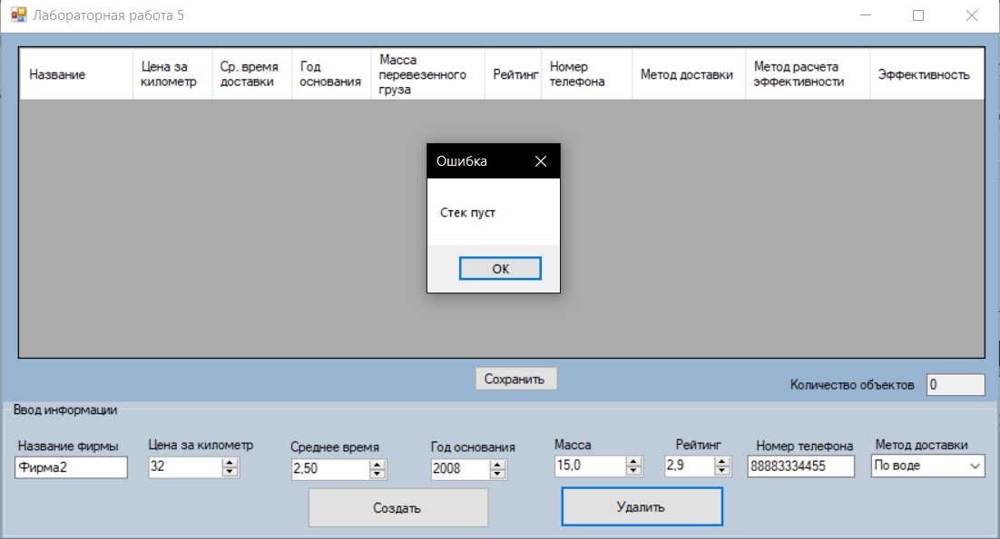 Лабораторная работа 5
Название
Цена за
километр
Ср. время
доставки
Год
основания
Масса
перевезенного
груза
Рейтинг
Номер
телефона
Метод доставки
Метод расчета
эффективности
Эффективность
Ошибка
Стек пуст
ОК
Сохранить
Количество объектов
0
Ввод информации
Название фирмы
Цена за километр
Среднее время
Год основания
Масса
Рейтинг
Номер телефона
Метод доставки
Фирма2
32
2,50
2008
15,0
2,9
88883334455
По воде
Создать
Удалить